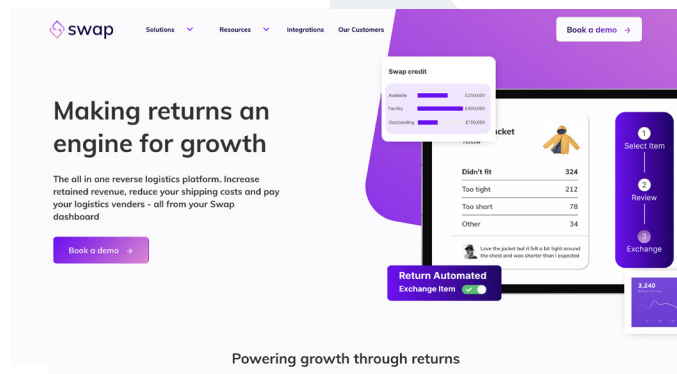 swap
Solutions
Resources
Integrations
Our Customers
Book a demo →
Making returns an
engine for growth
The all in one reverse logistics platform. Increase
retained revenue, reduce your shipping costs and pay
your logistics venders - all from your Swap
dashboard
Book a demo →
Swap credit
Available £250,000
Facility £400,000
Outstanding £150,000
cket
Yellow
Didn't fit 324
Too tight 212
Too short 78
Other 34
Love the jacket but it felt a bit tight around
the chest and was shorter than I expected
1
Select Item
2
Review
3
Exchange
Return Automated
Exchange Item
3,240
Powering growth through returns